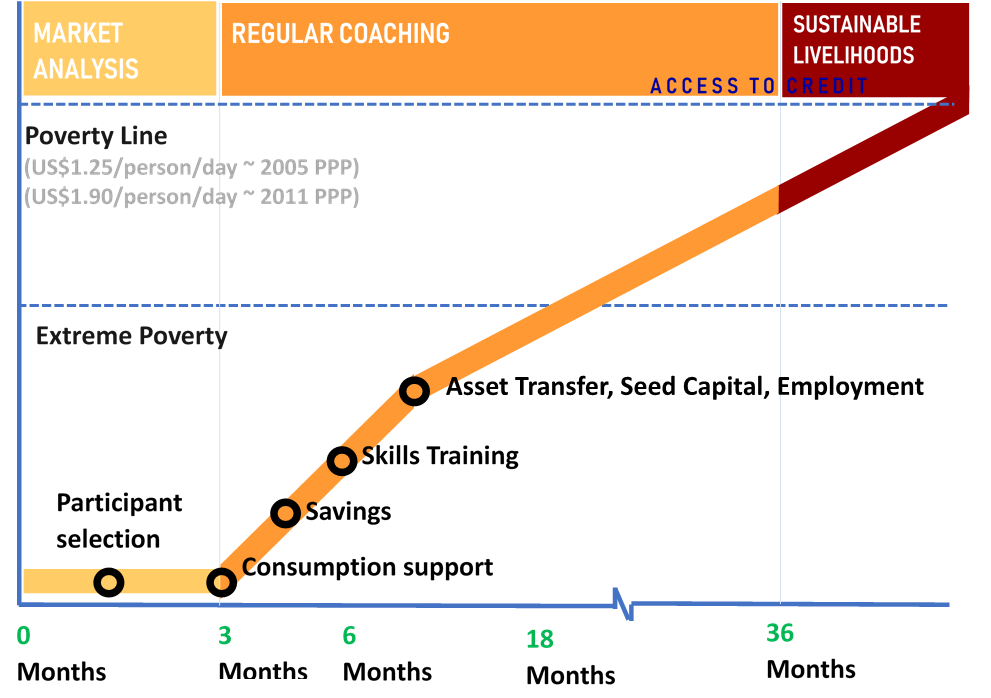 MARKET
ANALYSIS
REGULAR COACHING
SUSTAINABLE
LIVELIHOODS
ACCESS TO CREDIT
Poverty Line
(US$1.25/person/day ~ 2005 PPP)
(US$1.90/person/day ~ 2011 PPP)
Extreme Poverty
Asset Transfer, Seed Capital, Employment
Skills Training
Participant
selection
Savings
Consumption support
0
Months
3
Months
6
Months
18
Months
36
Months